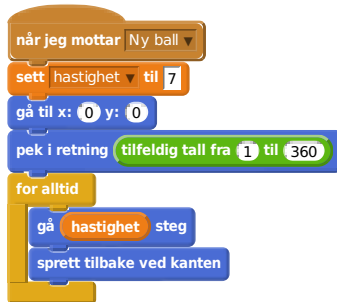 når jeg mottar Ny ball
sett hastighet til 7
gå til x: 0 y: 0
pek i retning tilfeldig tall fra 1 til 360
for alltid
gå hastighet steg
sprett tilbake ved kanten